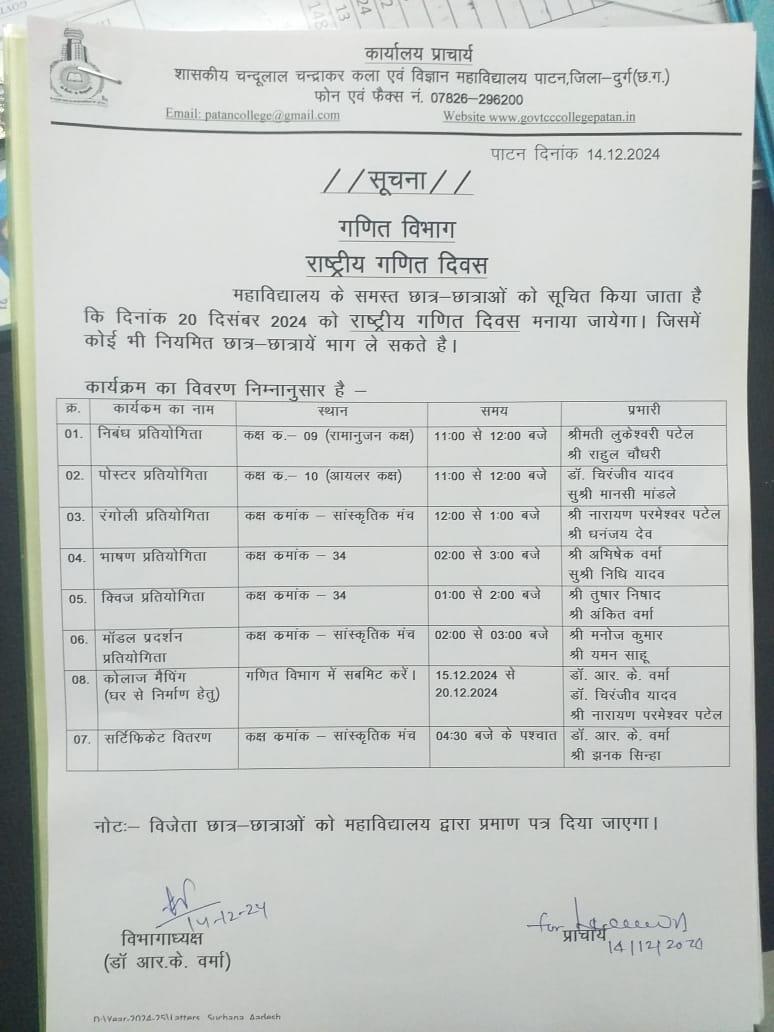 कार्यालय प्राचार्य
शासकीय चन्दूलाल चन्द्राकर कला एवं विज्ञान महाविद्यालय पाटन,जिला–दुर्ग(छ.ग.)
फोन एवं फैक्स नं. 07826–296200
Email: patancollege@gmail.com Website www.govtcccollegepatan.in
पाटन दिनांक 14.12.2024
//सूचना//
गणित विभाग
राष्ट्रीय गणित दिवस
महाविद्यालय के समस्त छात्र–छात्राओं को सूचित किया जाता है
कि दिनांक 20 दिसंबर 2024 को राष्ट्रीय गणित दिवस मनाया जायेगा। जिसमें
कोई भी नियमित छात्र–छात्रायें भाग ले सकते है।
कार्यक्रम का विवरण निम्नानुसार है –
क्र. कार्यकम का नाम स्थान समय प्रभारी
01. निबंध प्रतियोगिता कक्ष क.– 09 (रामानुजन कक्ष) 11:00 से 12:00 बजे श्रीमती लुकेश्वरी पटेल
श्री राहुल चौधरी
02. पोस्टर प्रतियोगिता कक्ष क.– 10 (आयलर कक्ष) 11:00 से 12:00 बजे डॉ. चिरंजीव यादव
सुश्री मानसी मांडले
03. रंगोली प्रतियोगिता कक्ष कमांक – सांस्कृतिक मंच 12:00 से 1:00 बजे श्री नारायण परमेश्वर पटेल
श्री धनंजय देव
04. भाषण प्रतियोगिता कक्ष कमांक – 34 02:00 से 3:00 बजे श्री अभिषेक वर्मा
सुश्री निधि यादव
05. क्विज प्रतियोगिता कक्ष कमांक – 34 01:00 से 2:00 बजे श्री तुषार निषाद
श्री अंकित वर्मा
06. मॉडल प्रदर्शन कक्ष कमांक – सांस्कृतिक मंच 02:00 से 03:00 बजे श्री मनोज कुमार
प्रतियोगिता श्री यमन साहू
08. कोलाज मैपिंग गणित विभाग में सबमिट करें। 15.12.2024 से डॉ. आर. के. वर्मा
(घर से निर्माण हेतु) 20.12.2024 डॉ. चिरंजीव यादव
श्री नारायण परमेश्वर पटेल
07. सर्टिफिकेट वितरण कक्ष कमांक – सांस्कृतिक मंच 04:30 बजे के पश्चात डॉ. आर. के. वर्मा
श्री झनक सिन्हा
नोटः– विजेता छात्र–छात्राओं को महाविद्यालय द्वारा प्रमाण पत्र दिया जाएगा।
14-12-24
for
विभागाध्यक्ष प्राचार्य
14/12/2020
(डॉ आर.के. वर्मा)
D:\Year-2024-25\Latters Suchana Aadesh